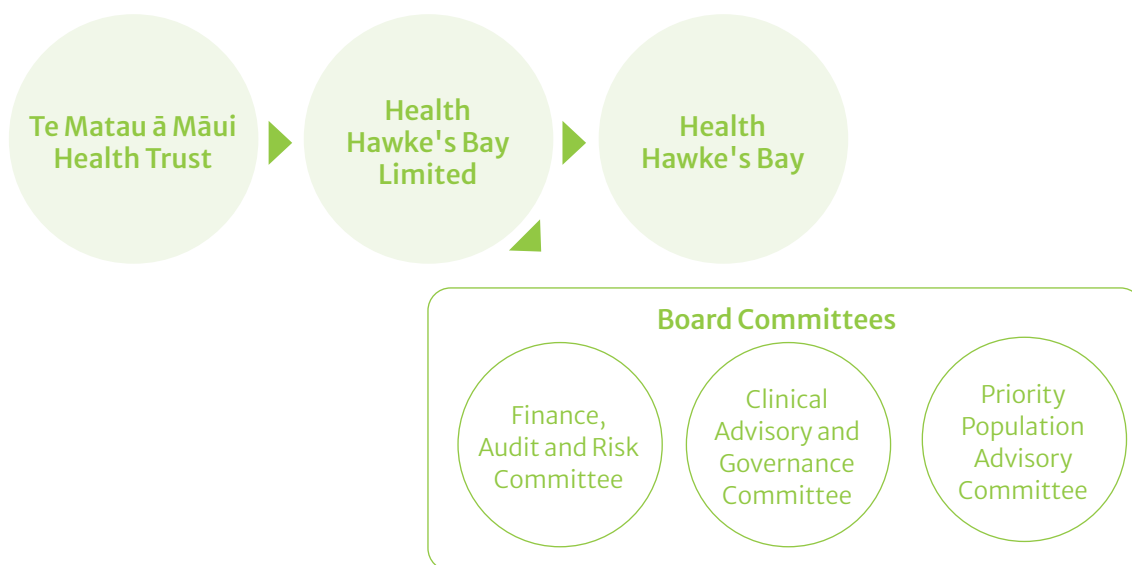 Te Matau ā Māui
Health Trust
Health
Hawke's Bay
Limited
Health
Hawke's Bay
Board Committees
Finance,
Audit and Risk
Committee
Clinical
Advisory and
Governance
Committee
Priority
Population
Advisory
Committee